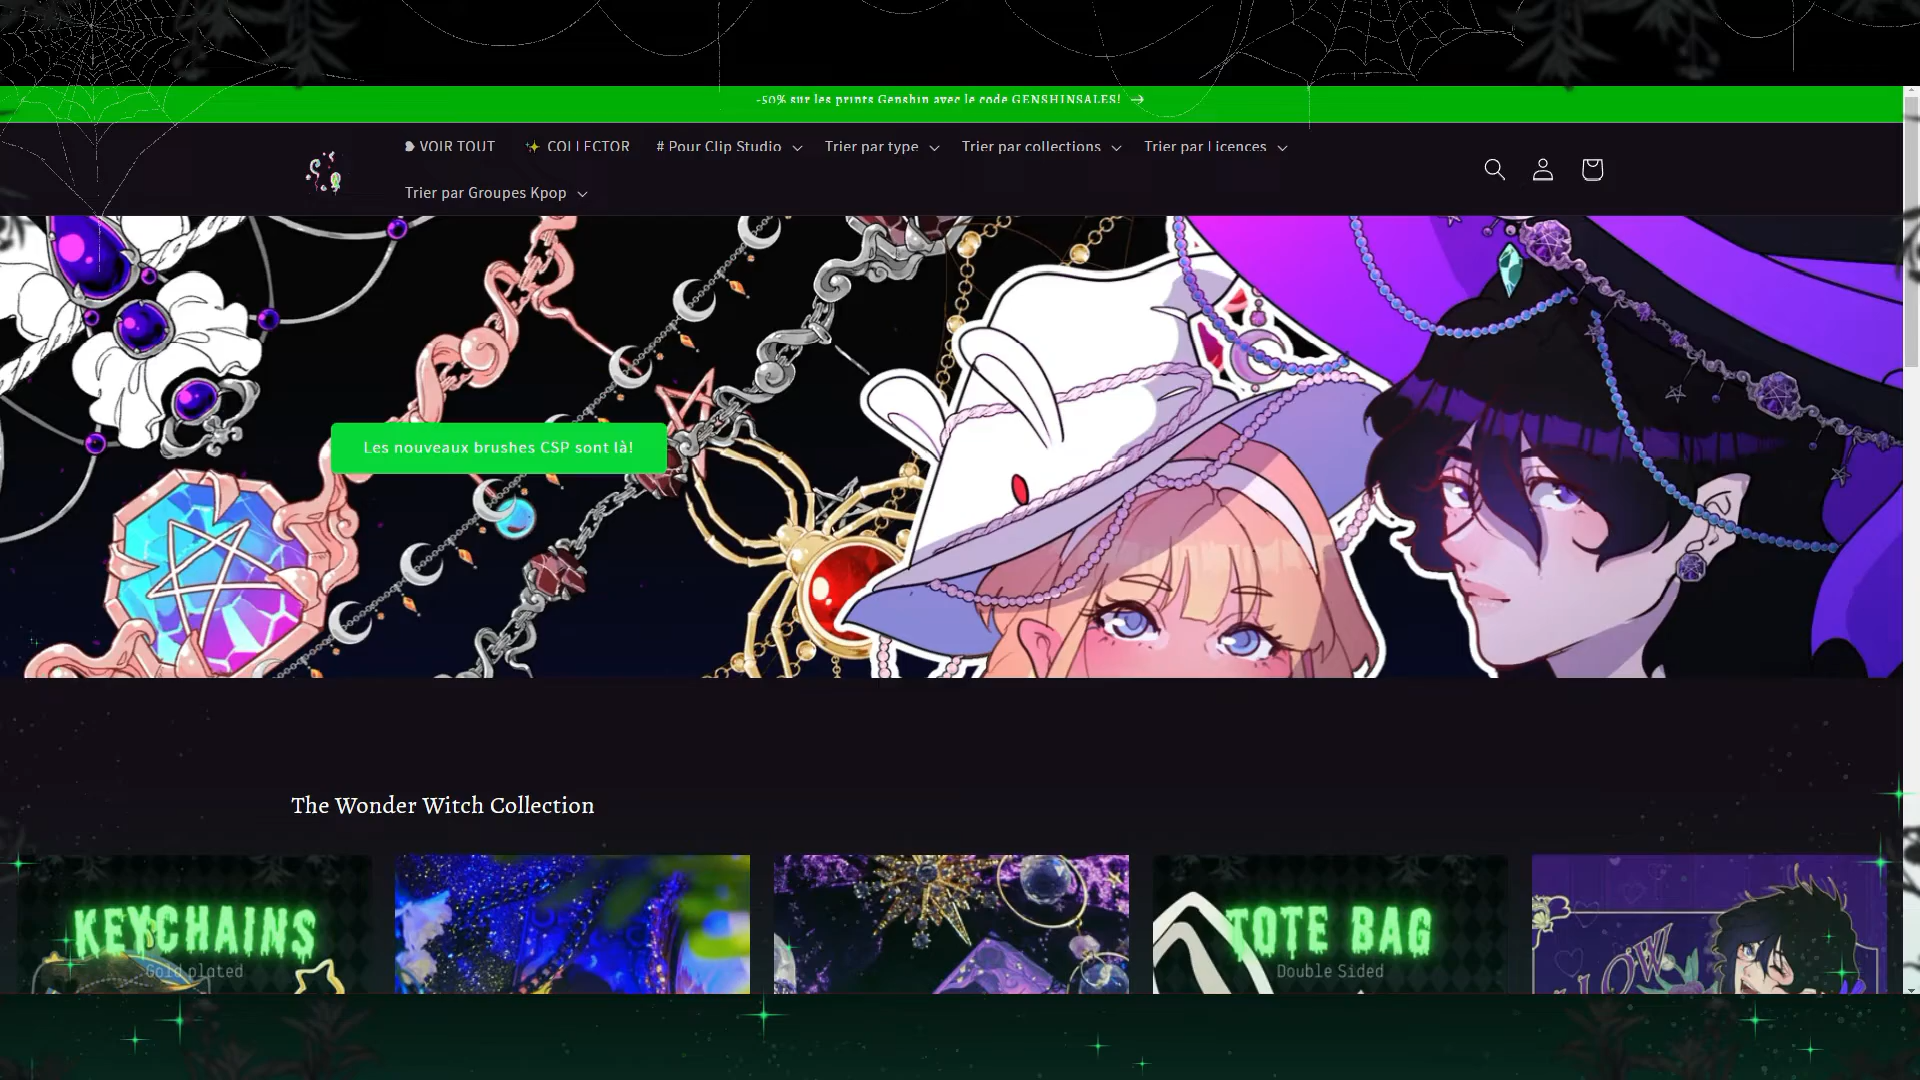 -50% sur les prints Genshin avec le code GENSHINSALES! →
❥ VOIR TOUT
✨ COLLECTOR
# Pour Clip Studio
Trier par type
Trier par collections
Trier par Licences
Trier par Groupes Kpop
Les nouveaux brushes CSP sont là!
The Wonder Witch Collection
KEYCHAINS
Gold plated
TOTE BAG
Double Sided